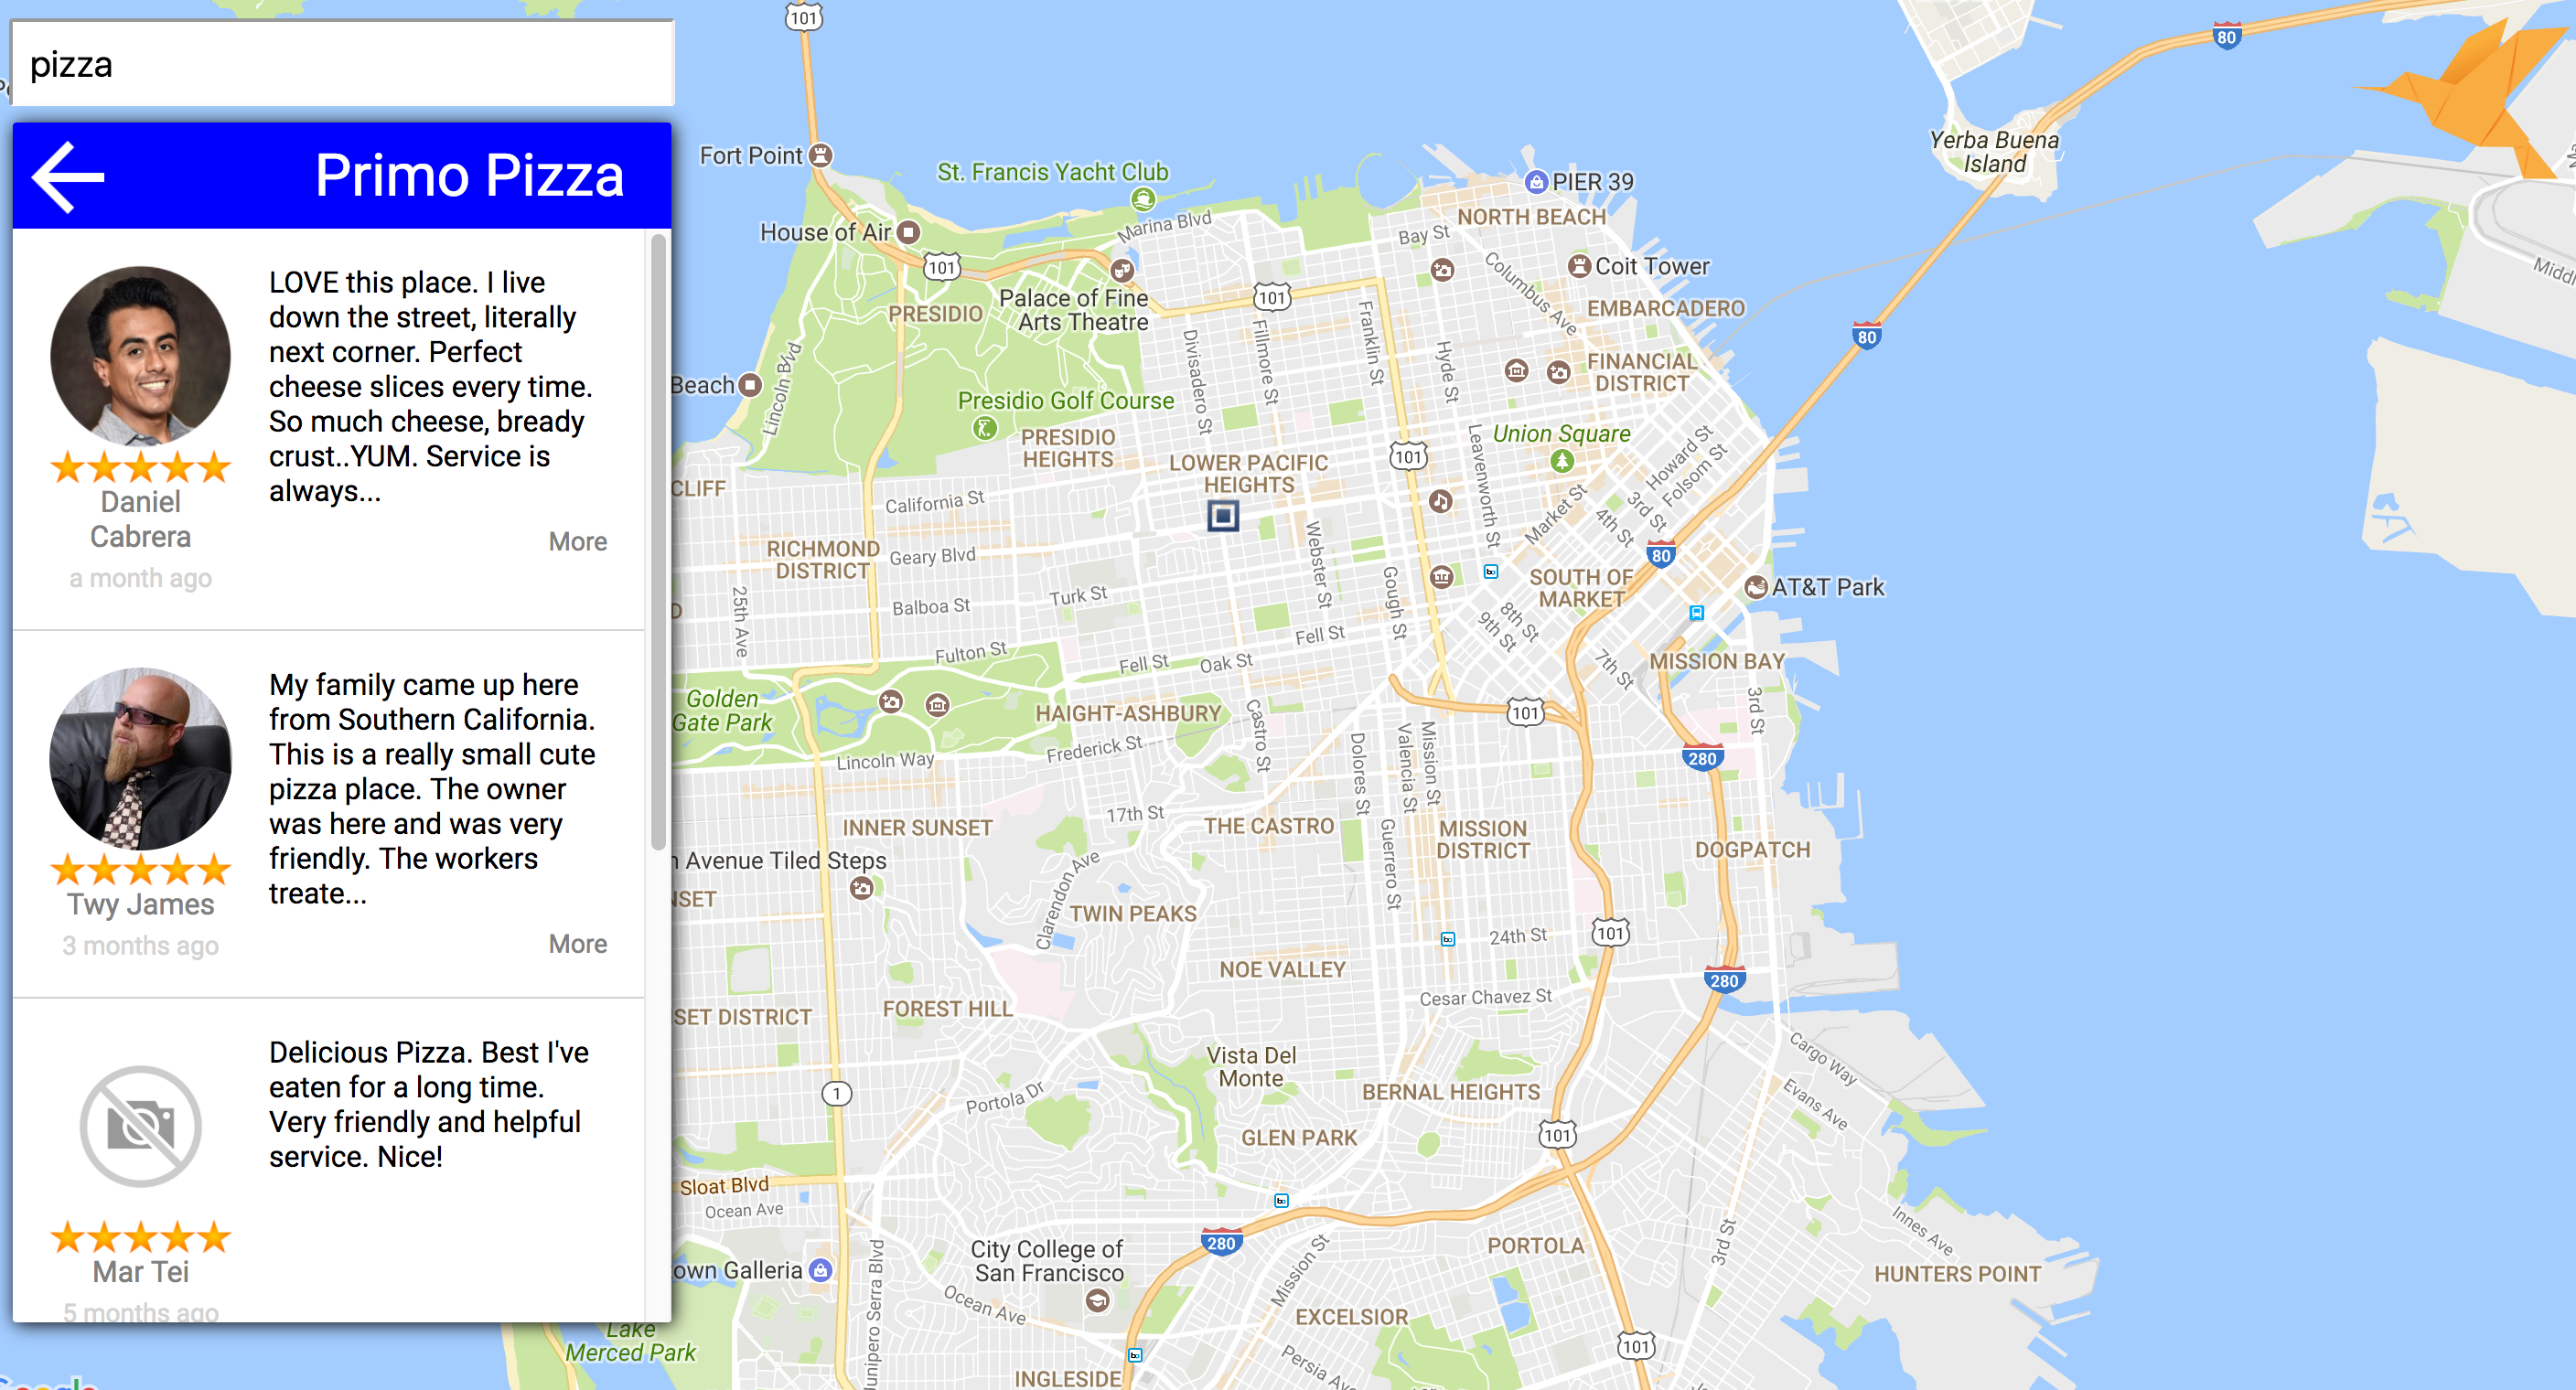 pizza
Primo Pizza
LOVE this place. I live
down the street, literally
next corner. Perfect
cheese slices every time.
So much cheese, bready
crust..YUM. Service is
always...
More
Daniel
Cabrera
a month ago
My family came up here
from Southern California.
This is a really small cute
pizza place. The owner
was here and was very
friendly. The workers
treate...
More
Twy James
3 months ago
Delicious Pizza. Best I've
eaten for a long time.
Very friendly and helpful
service. Nice!
Mar Tei
5 months ago
101
80
Yerba Buena
Island
Fort Point
St. Francis Yacht Club
PIER 39
NORTH BEACH
Marina Blvd
House of Air
Bay St
Columbus Ave
Coit Tower
101
101
Palace of Fine
Arts Theatre
PRESIDIO
EMBARCADERO
80
Lincoln Blvd
Divisadero St
Fillmore St
Franklin St
Hyde St
FINANCIAL
DISTRICT
Beach
Presidio Golf Course
PRESIDIO
HEIGHTS
Union Square
LOWER PACIFIC
HEIGHTS
101
Leavenworth St
Howard St
Folsom St
CLIFF
California St
Market St
3rd St
4th St
RICHMOND
DISTRICT
Geary Blvd
Webster St
80
SOUTH OF
MARKET
AT&T Park
25th Ave
Balboa St
Turk St
Gough St
8th St
9th St
7th St
Fulton St
Fell St
Oak St
Fell St
MISSION BAY
Golden
Gate Park
HAIGHT-ASHBURY
Castro St
101
3rd St
Frederick St
Lincoln Way
Dolores St
Valencia St
Mission St
280
17th St
INNER SUNSET
THE CASTRO
Guerrero St
MISSION
DISTRICT
DOGPATCH
Avenue Tiled Steps
Clarendon Ave
TWIN PEAKS
24th St
101
NOE VALLEY
280
Cesar Chavez St
SET DISTRICT
FOREST HILL
Vista Del
Monte
Cargo Way
Evans Ave
1
Portola Dr
BERNAL HEIGHTS
GLEN PARK
101
Sloat Blvd
Ocean Ave
280
City College of
San Francisco
Mission St
PORTOLA
3rd St
Innes Ave
HUNTERS POINT
own Galleria
Junipero Serra Blvd
Ocean Ave
EXCELSIOR
Lake
Merced Park
101
Persia Av
INGLESIDE
Google